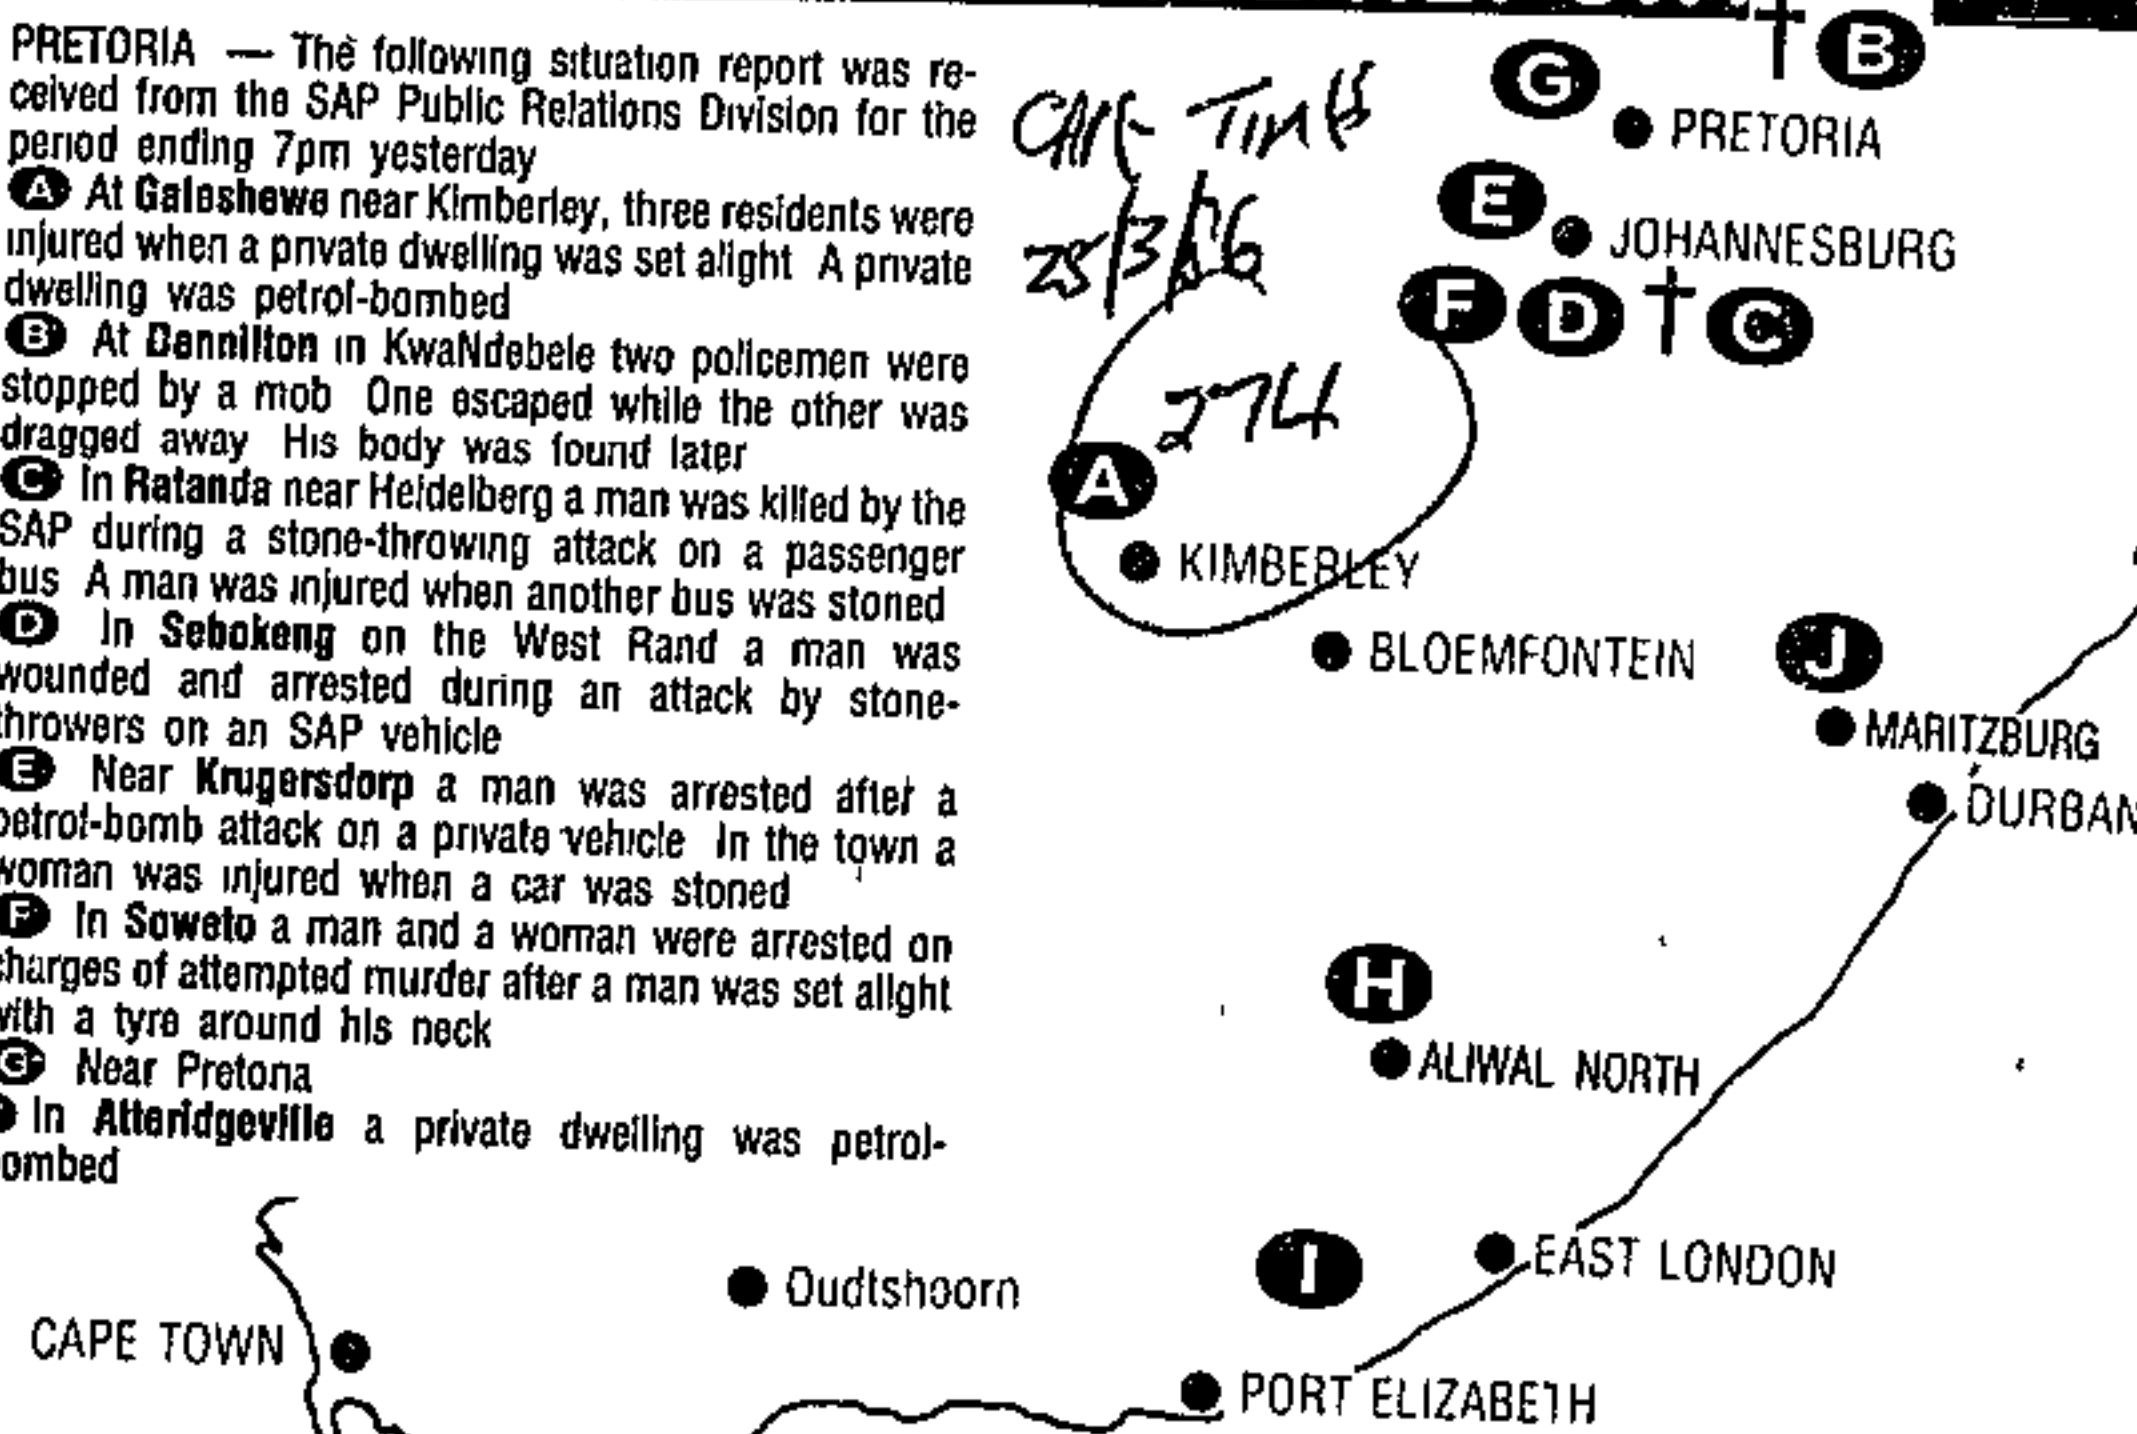 PRETORIA — The following situation report was re-
ceived from the SAP Public Relations Division for the
period ending 7pm yesterday
A At Galeshewe near Kimberley, three residents were
injured when a private dwelling was set alight A private
dwelling was petrol-bombed
B At Dennilton in KwaNdebele two policemen were
stopped by a mob One escaped while the other was
dragged away His body was found later
C In Ratanda near Heidelberg a man was killed by the
SAP during a stone-throwing attack on a passenger
bus A man was injured when another bus was stoned
D In Sebokeng on the West Rand a man was
wounded and arrested during an attack by stone-
throwers on an SAP vehicle
E Near Krugersdorp a man was arrested after a
petrol-bomb attack on a private vehicle In the town a
woman was injured when a car was stoned
F In Soweto a man and a woman were arrested on
charges of attempted murder after a man was set alight
with a tyre around his neck
G Near Pretoria
In Atteridgeville a private dwelling was petrol-
ombed
274
B
G
PRETORIA
E
JOHANNESBURG
F D C
A
KIMBERLEY
BLOEMFONTEIN
J
MARITZBURG
DURBAN
H
ALIWAL NORTH
I
EAST LONDON
Oudtshoorn
CAPE TOWN
PORT ELIZABETH